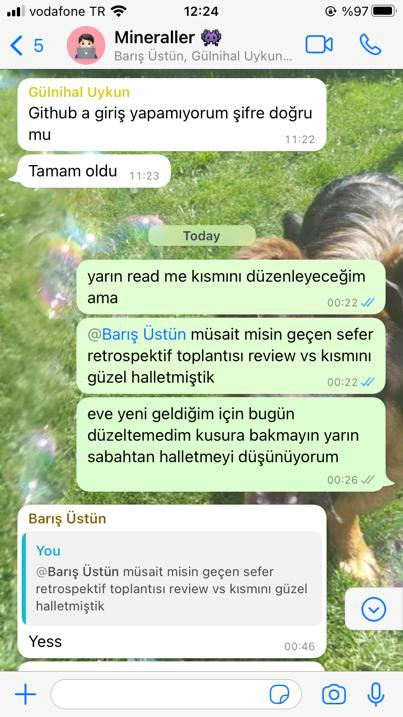 vodafone TR
12:24
%97
5
Mineraller
Barış Üstün, Gülnihal Uykun...
Gülnihal Uykun
Github a giriş yapamıyorum şifre doğru
mu
11:22
Tamam oldu 11:23
Today
yarın read me kısmını düzenleyeceğim
ama
00:22
@Barış Üstün müsait misin geçen sefer
retrospektif toplantısı review vs kısmını
güzel halletmiştik
00:22
eve yeni geldiğim için bugün
düzeltemedim kusura bakmayın yarın
sabahtan halletmeyi düşünüyorum
00:26
Barış Üstün
You
@Barış Üstün müsait misin geçen sefer
retrospektif toplantısı review vs kısmını güzel
halletmiştik
Yess
00:46